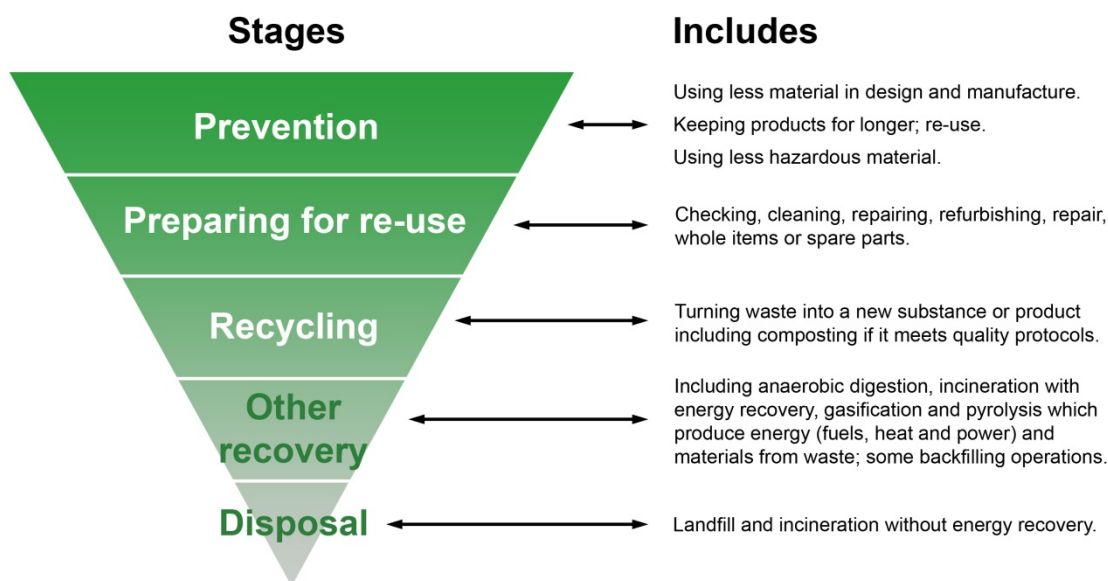 Stages
Includes
Prevention
Using less material in design and manufacture.
Keeping products for longer; re-use.
Using less hazardous material.
Preparing for re-use
Checking, cleaning, repairing, refurbishing, repair,
whole items or spare parts.
Recycling
Turning waste into a new substance or product
including composting if it meets quality protocols.
Other
recovery
Including anaerobic digestion, incineration with
energy recovery, gasification and pyrolysis which
produce energy (fuels, heat and power) and
materials from waste; some backfilling operations.
Disposal
Landfill and incineration without energy recovery.